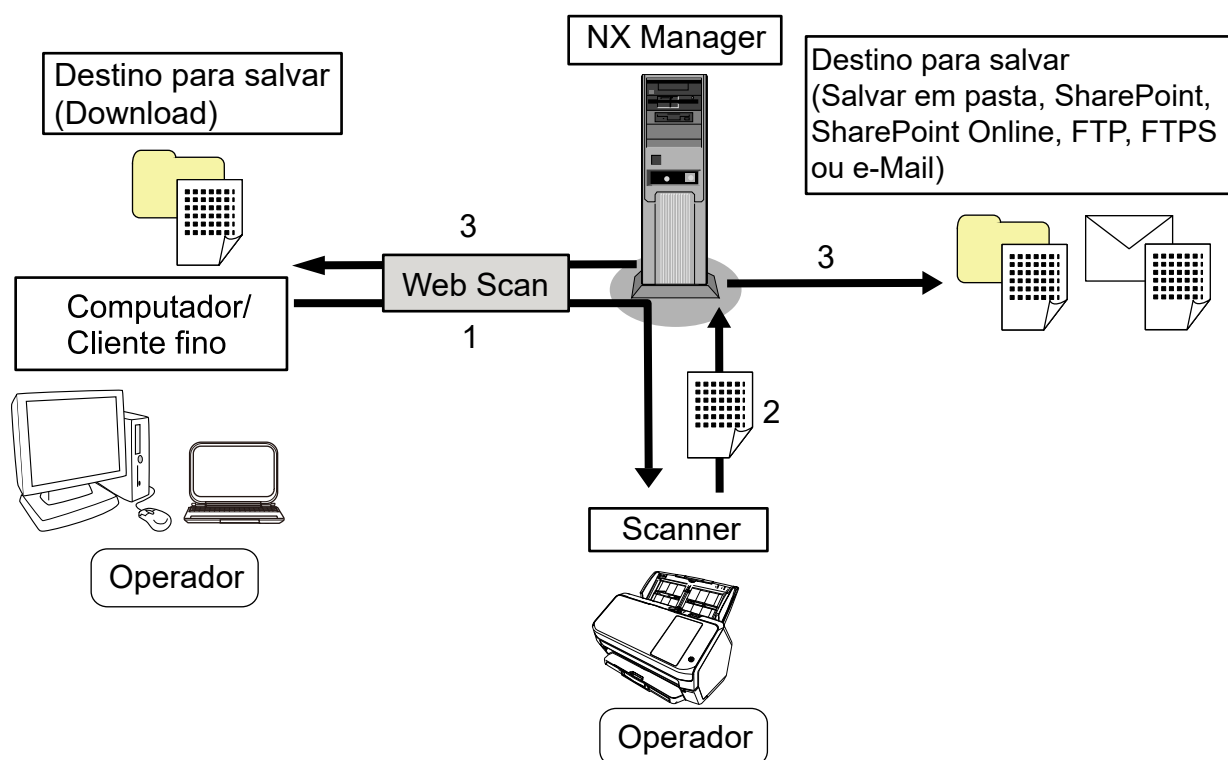 NX Manager
Destino para salvar
(Download)
Destino para salvar
(Salvar em pasta, SharePoint,
SharePoint Online, FTP, FTPS
ou e-Mail)
3
Web Scan
1
3
Computador/
Cliente fino
2
Operador
Scanner
Operador